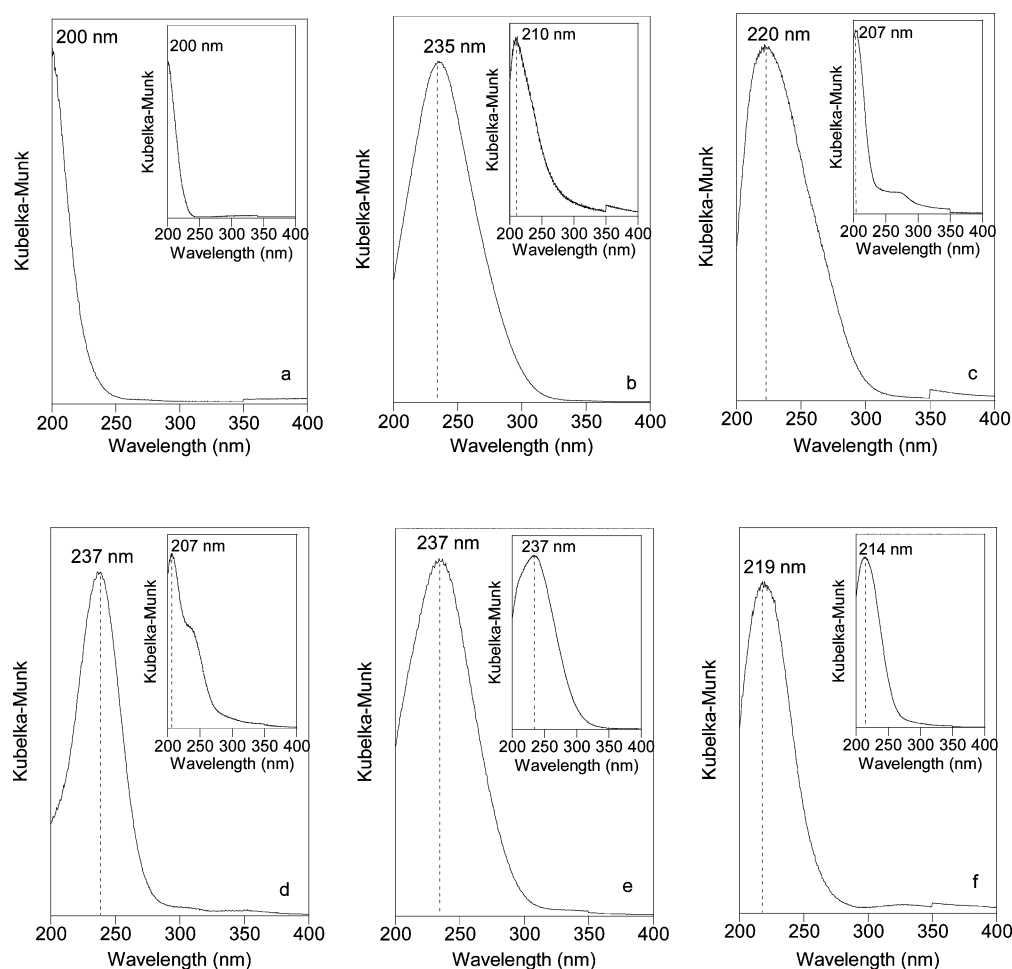 200 nm
200 nm
Kubelka-Munk
Kubelka-Munk
200 250 300 350 400
Wavelength (nm)
a
200 250 300 350 400
Wavelength (nm)
235 nm
210 nm
Kubelka-Munk
Kubelka-Munk
200 250 300 350 400
Wavelength (nm)
b
200 250 300 350 400
Wavelength (nm)
220 nm
207 nm
Kubelka-Munk
Kubelka-Munk
200 250 300 350 400
Wavelength (nm)
c
200 250 300 350 400
Wavelength (nm)
237 nm
207 nm
Kubelka-Munk
Kubelka-Munk
200 250 300 350 400
Wavelength (nm)
d
200 250 300 350 400
Wavelength (nm)
237 nm
237 nm
Kubelka-Munk
Kubelka-Munk
200 250 300 350 400
Wavelength (nm)
e
200 250 300 350 400
Wavelength (nm)
219 nm
214 nm
Kubelka-Munk
Kubelka-Munk
200 250 300 350 400
Wavelength (nm)
f
200 250 300 350 400
Wavelength (nm)